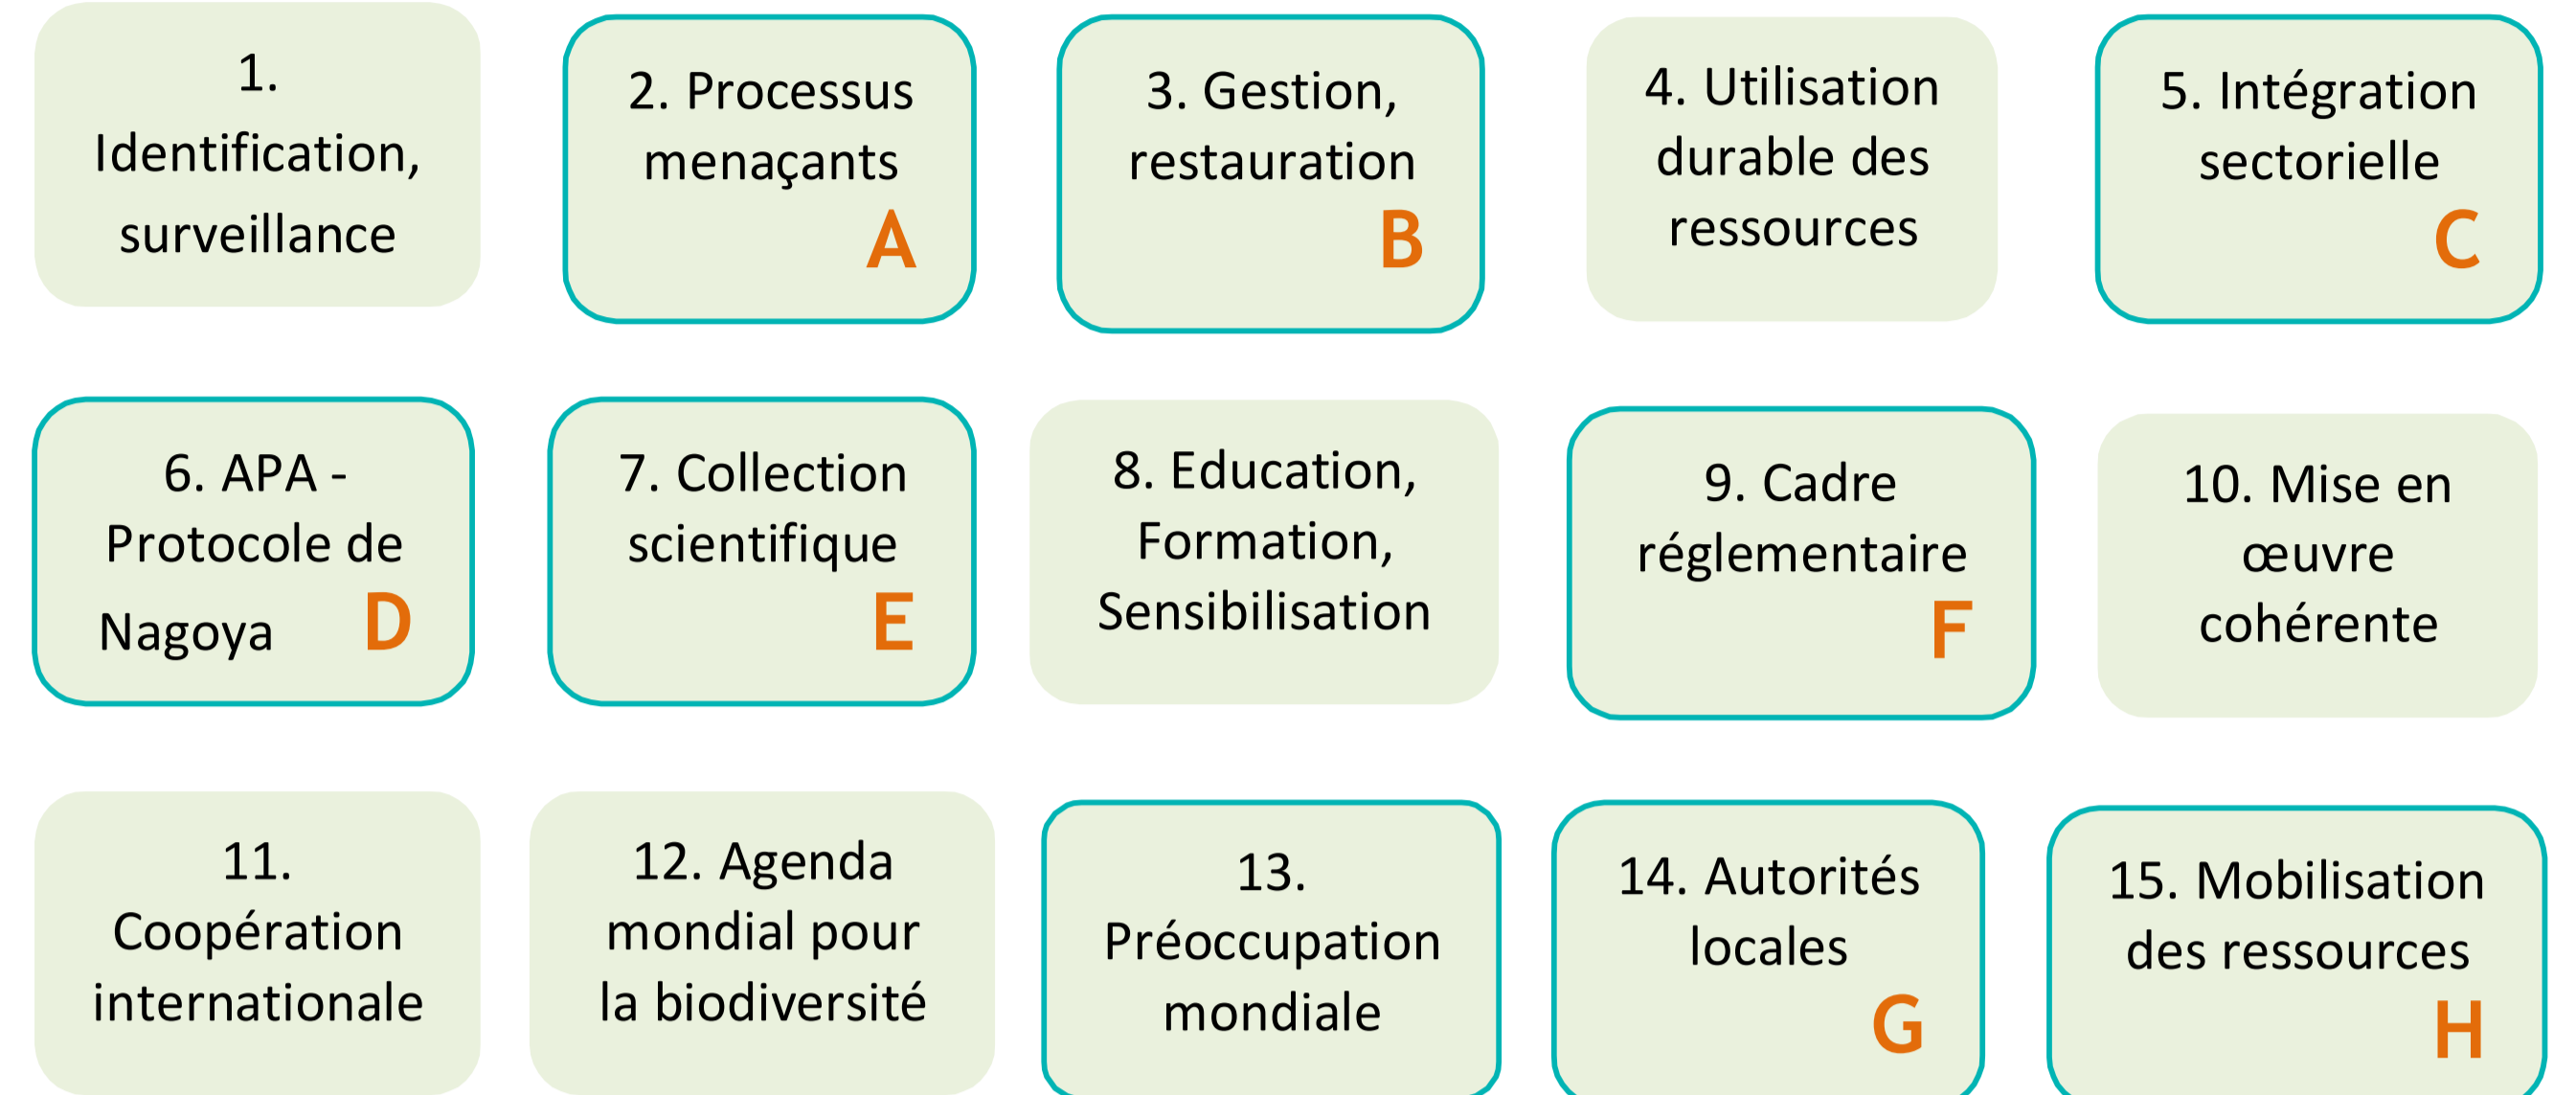 1.
Identification,
surveillance
2. Processus
menaçants
A
3. Gestion,
restauration
B
4. Utilisation
durable des
ressources
5. Intégration
sectorielle
C
6. APA -
Protocole de
Nagoya D
7. Collection
scientifique
E
8. Education,
Formation,
Sensibilisation
9. Cadre
réglementaire
F
10. Mise en
œuvre
cohérente
11.
Coopération
internationale
12. Agenda
mondial pour
la biodiversité
13.
Préoccupation
mondiale
14. Autorités
locales
G
15. Mobilisation
des ressources
H